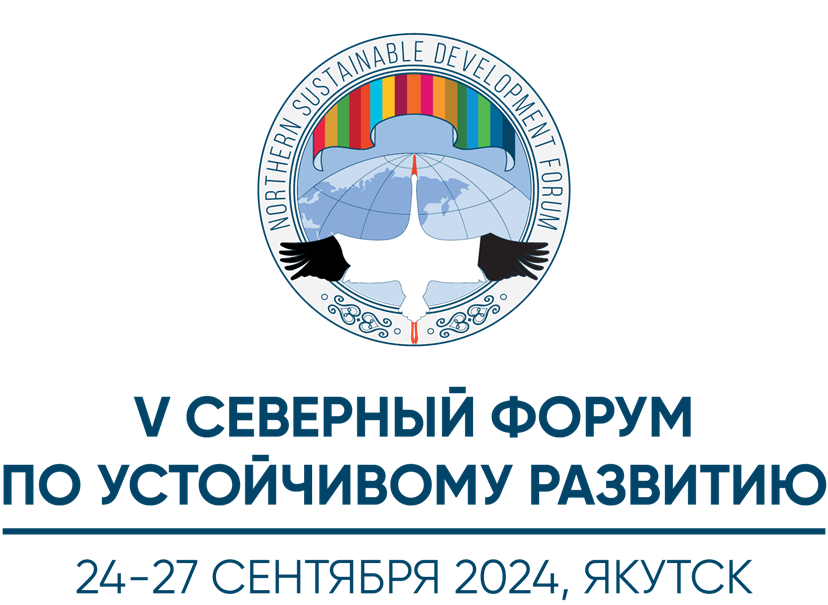 NORTHERN SUSTAINABLE DEVELOPMENT FORUM
V СЕВЕРНЫЙ ФОРУМ
ПО УСТОЙЧИВОМУ РАЗВИТИЮ
24-27 СЕНТЯБРЯ 2024, ЯКУТСК